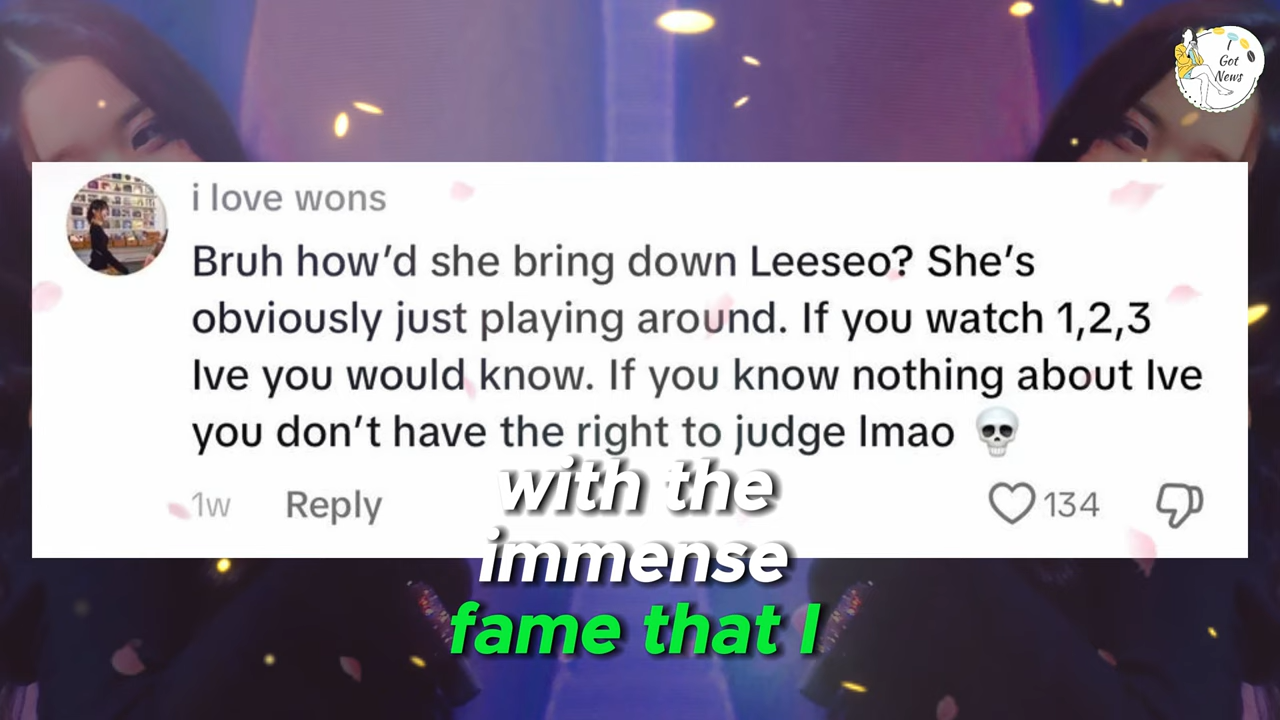 I
Got
News
i love wons
Bruh how’d she bring down Leeseo? She’s
obviously just playing around. If you watch 1,2,3
Ive you would know. If you know nothing about Ive
you don’t have the right to judge lmao 💀
1w Reply 134
with the
immense
fame that I